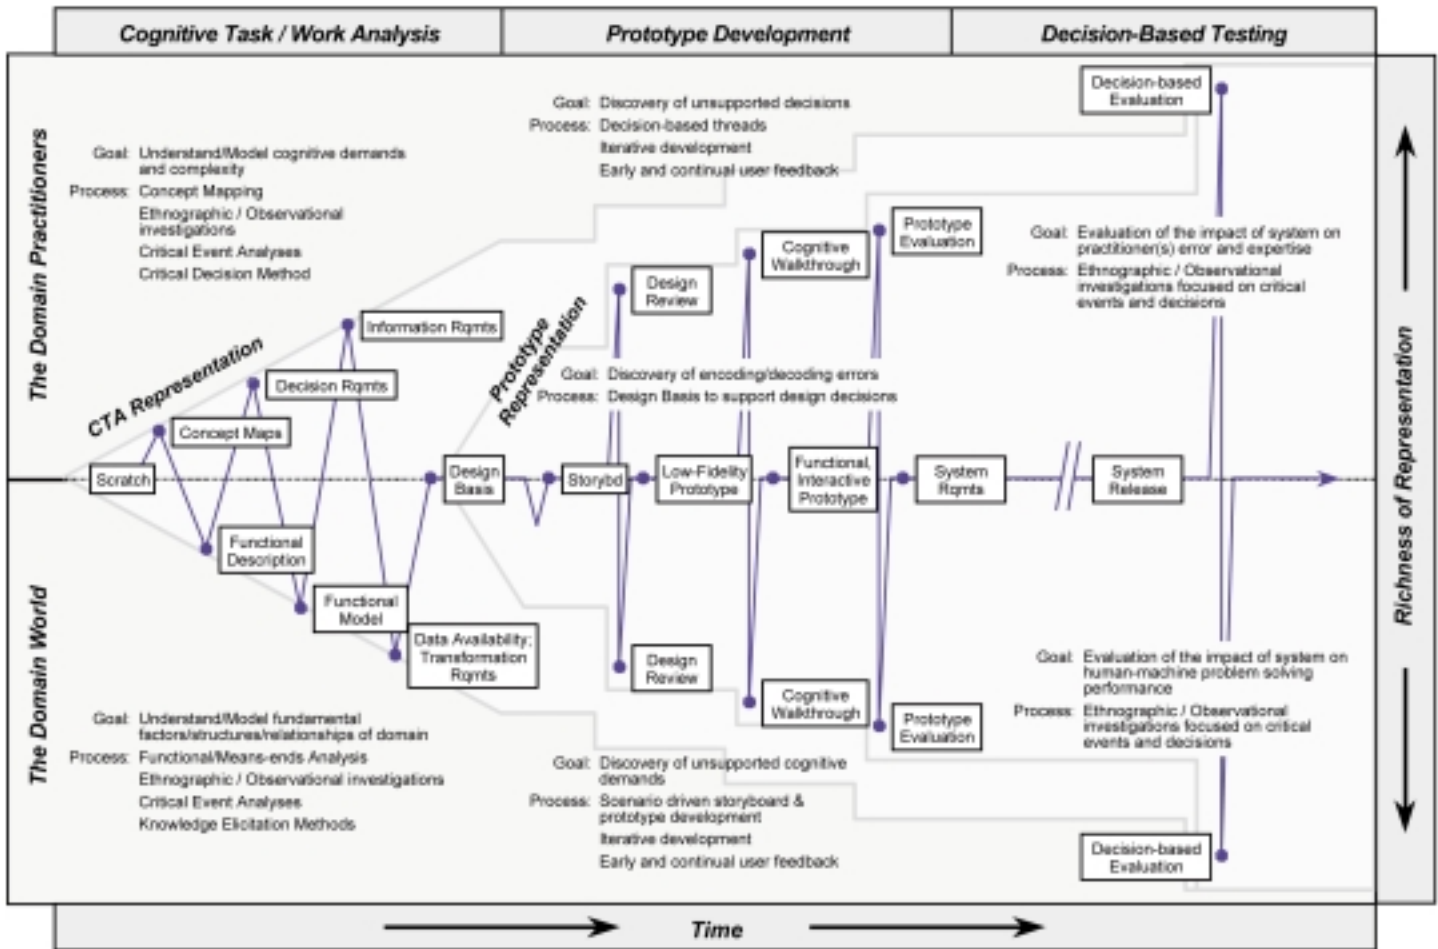 Cognitive Task / Work Analysis
Prototype Development
Decision-Based Testing
The Domain Practitioners
Goal: Understand/Model cognitive demands
and complexity
Process: Concept Mapping
Ethnographic / Observational
investigations
Critical Event Analyses
Critical Decision Method
Goal: Discovery of unsupported decisions
Process: Decision-based threads
Iterative development
Early and continual user feedback
Decision-based
Evaluation
Goal: Evaluation of the impact of system on
practitioner(s) error and expertise
Process: Ethnographic / Observational
investigations focused on critical
events and decisions
Prototype
Evaluation
Cognitive
Walkthrough
Design
Review
Information Rqmts
Decision Rqmts
Concept Maps
CTA Representation
Prototype
Representation
Goal: Discovery of encoding/decoding errors
Process: Design Basis to support design decisions
Scratch
Design
Basis
Storybd
Low-Fidelity
Prototype
Functional,
Interactive
Prototype
System
Rqmts
System
Release
Richness of Representation
The Domain World
Functional
Description
Functional
Model
Data Availability;
Transformation
Rqmts
Design
Review
Cognitive
Walkthrough
Prototype
Evaluation
Goal: Understand/Model fundamental
factors/structures/relationships of domain
Process: Functional/Means-ends Analysis
Ethnographic / Observational investigations
Critical Event Analyses
Knowledge Elicitation Methods
Goal: Discovery of unsupported cognitive
demands
Process: Scenario driven storyboard &
prototype development
Iterative development
Early and continual user feedback
Goal: Evaluation of the impact of system on
human-machine problem solving
performance
Process: Ethnographic / Observational
investigations focused on critical
events and decisions
Decision-based
Evaluation
Time